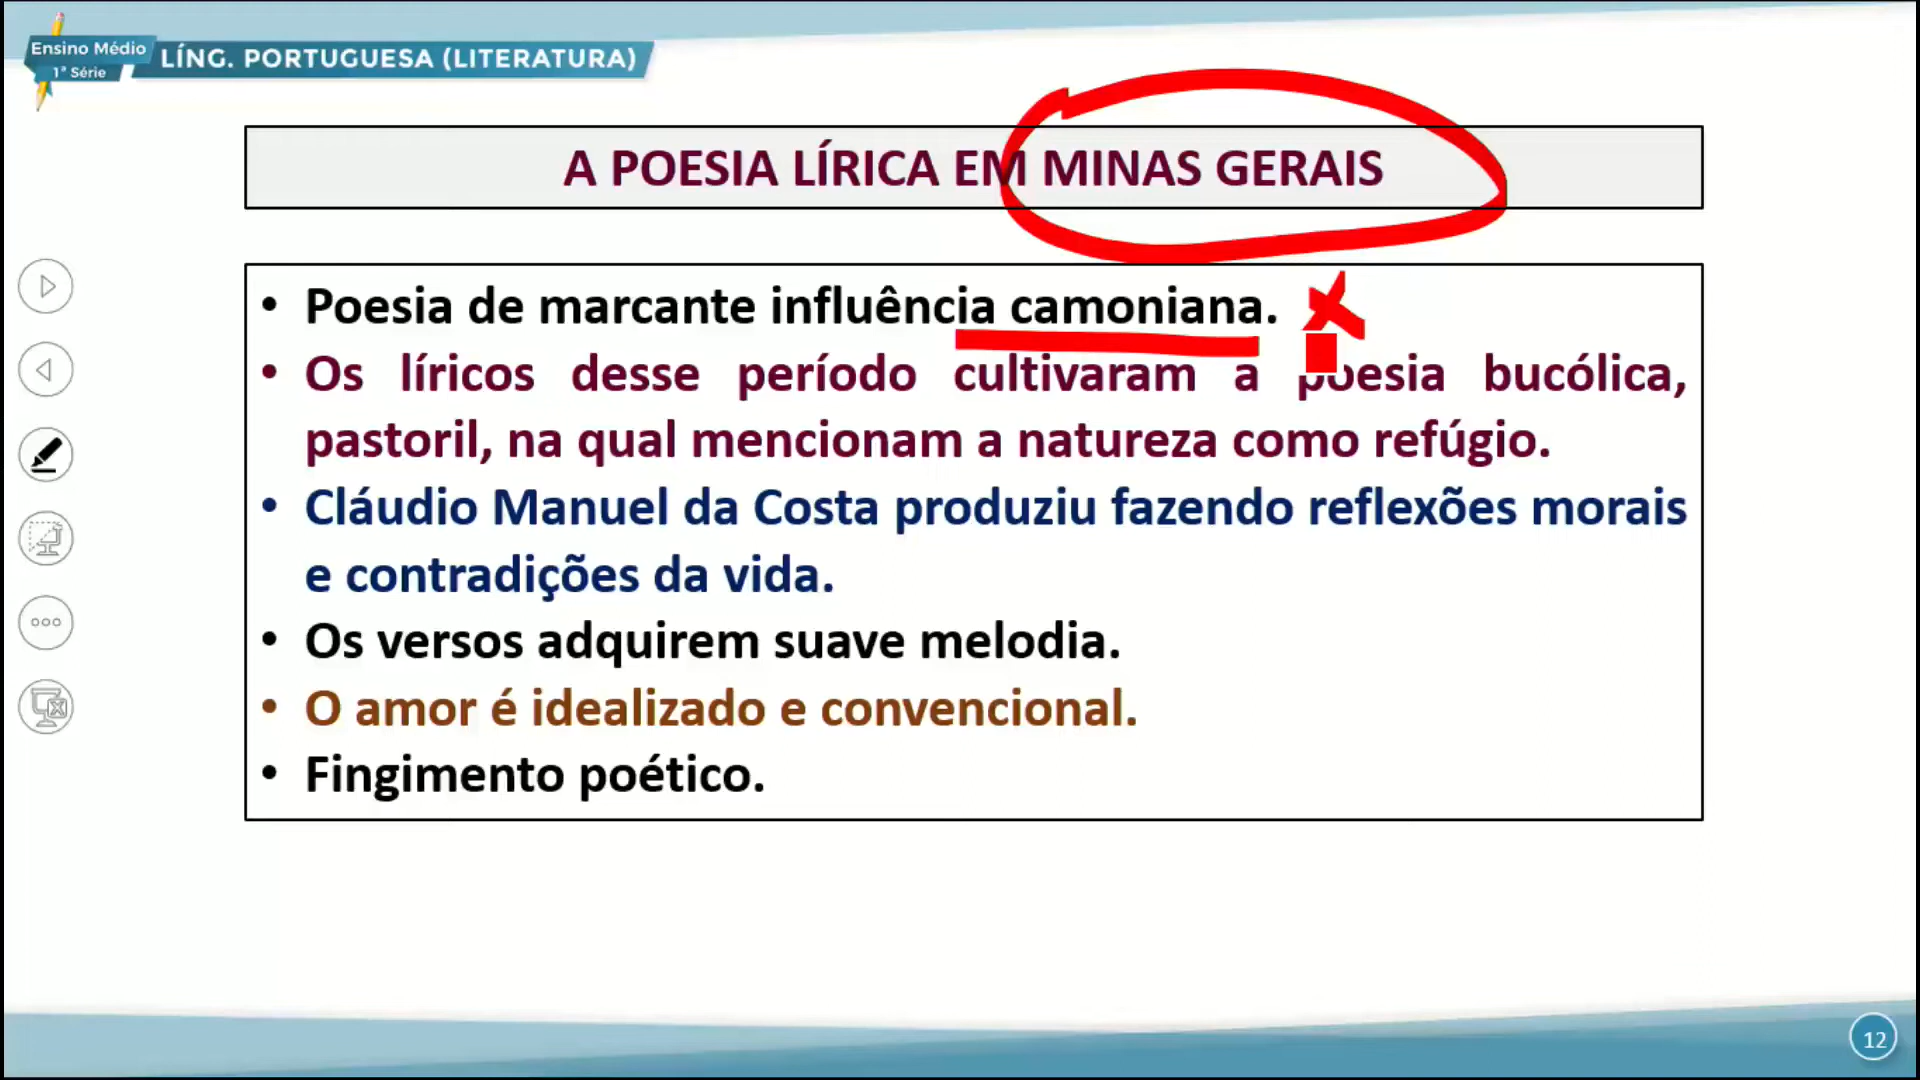 Ensino Médio
1ª Série
LÍNG. PORTUGUESA (LITERATURA)
A POESIA LÍRICA EM MINAS GERAIS
• Poesia de marcante influência camoniana.
• Os líricos desse período cultivaram a poesia bucólica,
pastoril, na qual mencionam a natureza como refúgio.
• Cláudio Manuel da Costa produziu fazendo reflexões morais
e contradições da vida.
• Os versos adquirem suave melodia.
• O amor é idealizado e convencional.
• Fingimento poético.
12